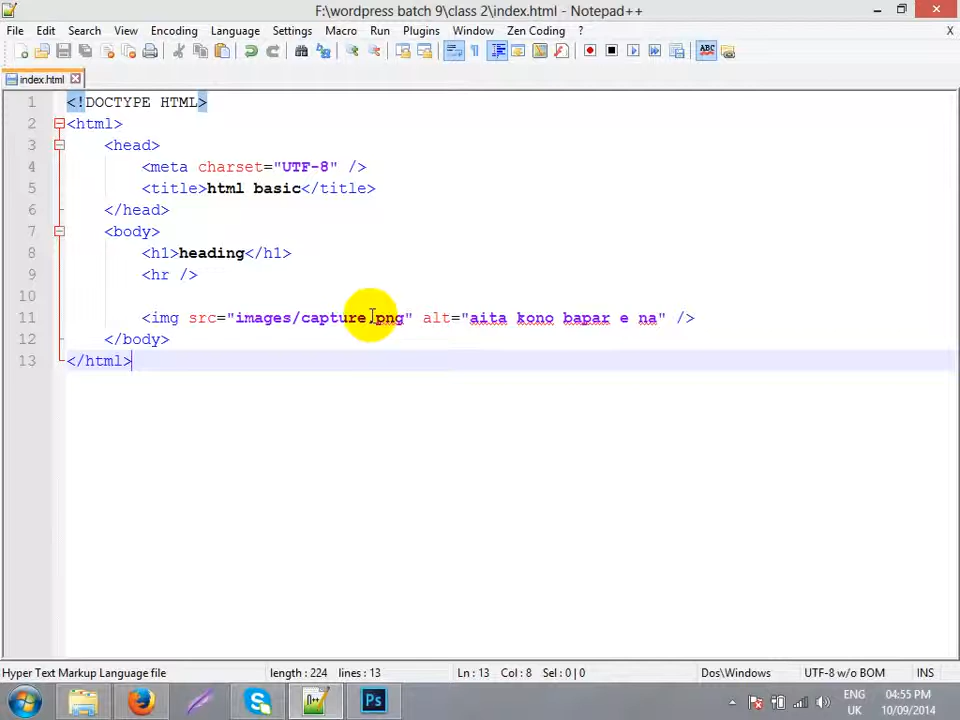 F:\wordpress batch 9\class 2\index.html - Notepad++
File Edit Search View Encoding Language Settings Macro Run Plugins Window Zen Coding ? X
index.html
1 <!DOCTYPE HTML>
2 <html>
3 <head>
4 <meta charset="UTF-8" />
5 <title>html basic</title>
6 </head>
7 <body>
8 <h1>heading</h1>
9 <hr />
10
11 <img src="images/capture.png" alt="aita kono bapar e na" />
12 </body>
13 </html>
Hyper Text Markup Language file length : 224 lines : 13 Ln : 13 Col : 8 Sel : 0 | 0 Dos\Windows UTF-8 w/o BOM INS
ENG 04:55 PM
UK 10/09/2014